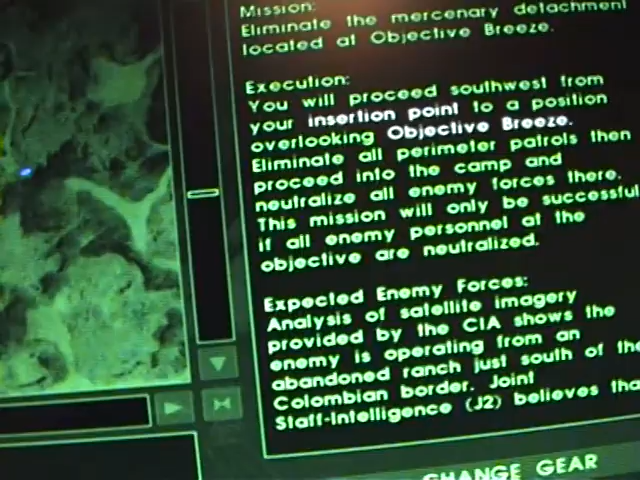 Mission:
Eliminate the mercenary detachment
located at Objective Breeze.
Execution:
You will proceed southwest from
your insertion point to a position
overlooking Objective Breeze.
Eliminate all perimeter patrols then
proceed into the camp and
neutralize all enemy forces there.
This mission will only be successful
if all enemy personnel at the
objective are neutralized.
Expected Enemy Forces:
Analysis of satellite imagery
provided by the CIA shows the
enemy is operating from an
abandoned ranch just south of the
Colombian border. Joint
Staff-Intelligence (J2) believes tha
CHANGE GEAR